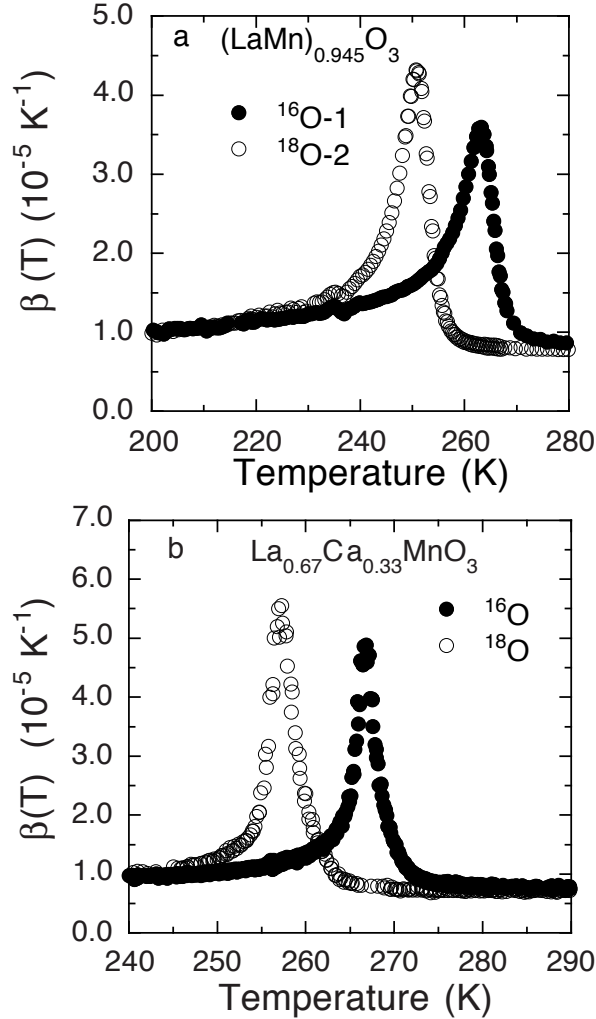 a (LaMn)0.945O3
16O-1
18O-2
β (T) (10-5 K-1)
5.0
4.0
3.0
2.0
1.0
0.0
200 220 240 260 280
Temperature (K)
b La0.67Ca0.33MnO3
16O
18O
β(T) (10-5 K-1)
7.0
6.0
5.0
4.0
3.0
2.0
1.0
0.0
240 250 260 270 280 290
Temperature (K)